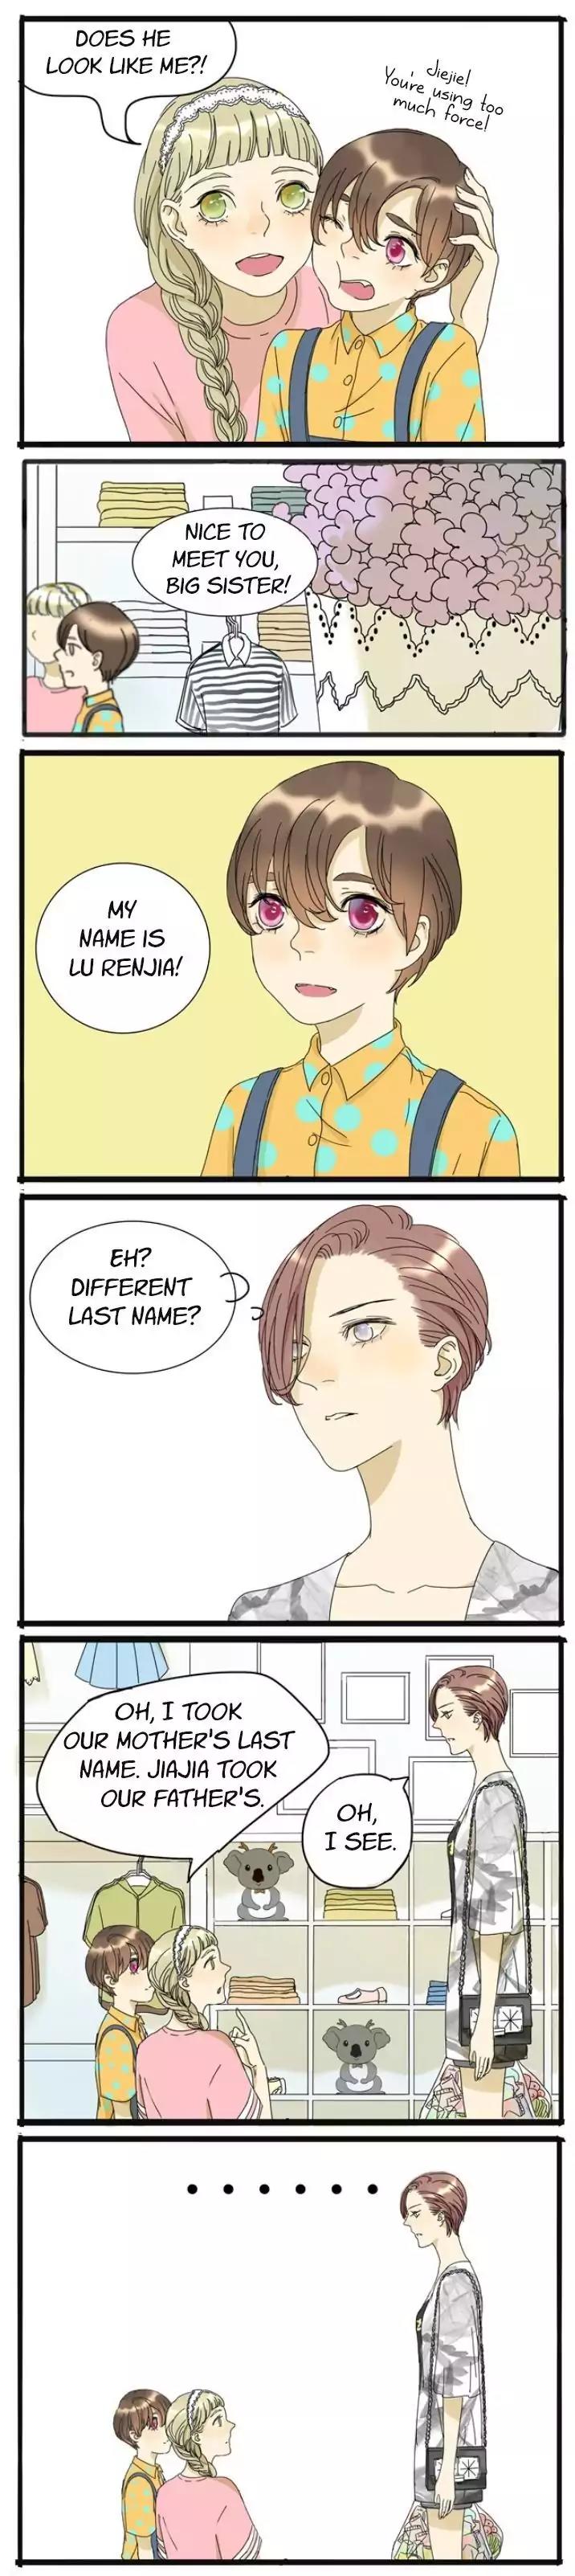 DOES HE
LOOK LIKE ME?!
Jiejie!
You're using too
much force!
NICE TO
MEET YOU,
BIG SISTER!
MY
NAME IS
LU RENJIA!
EH?
DIFFERENT
LAST NAME?
OH, I TOOK
OUR MOTHER'S LAST
NAME. JIAJIA TOOK
OUR FATHER'S.
OH,
I SEE.
● ● ● ● ● ●